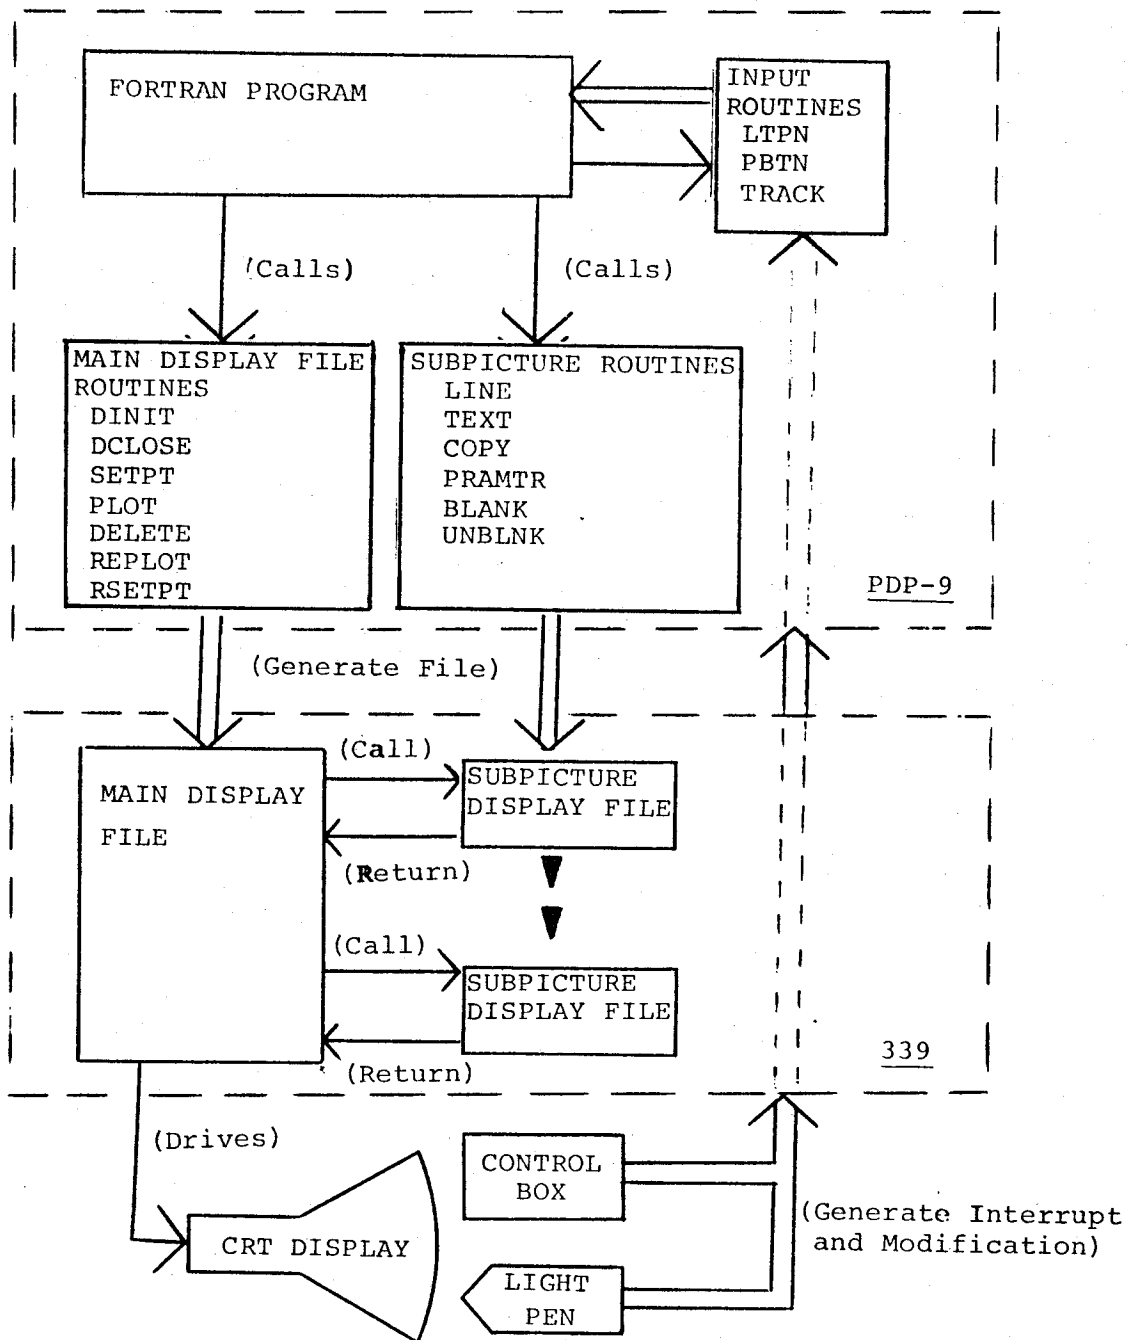 FORTRAN PROGRAM
INPUT
ROUTINES
LTPN
PBTN
TRACK
(Calls)
(Calls)
MAIN DISPLAY FILE
ROUTINES
DINIT
DCLOSE
SETPT
PLOT
DELETE
REPLOT
RSETPT
SUBPICTURE ROUTINES
LINE
TEXT
COPY
PRAMTR
BLANK
UNBLNK
PDP-9
(Generate File)
MAIN DISPLAY
FILE
(Call)
SUBPICTURE
DISPLAY FILE
(Return)
(Call)
SUBPICTURE
DISPLAY FILE
(Return)
339
(Drives)
CRT DISPLAY
CONTROL
BOX
LIGHT
PEN
(Generate Interrupt
and Modification)